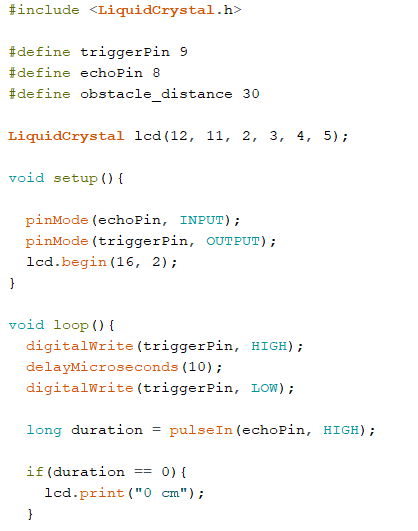 #include <LiquidCrystal.h>
#define triggerPin 9
#define echoPin 8
#define obstacle_distance 30
LiquidCrystal lcd(12, 11, 2, 3, 4, 5);
void setup(){
  pinMode(echoPin, INPUT);
  pinMode(triggerPin, OUTPUT);
  lcd.begin(16, 2);
}
void loop(){
  digitalWrite(triggerPin, HIGH);
  delayMicroseconds(10);
  digitalWrite(triggerPin, LOW);
  long duration = pulseIn(echoPin, HIGH);
  if(duration == 0){
    lcd.print("0 cm");
  }